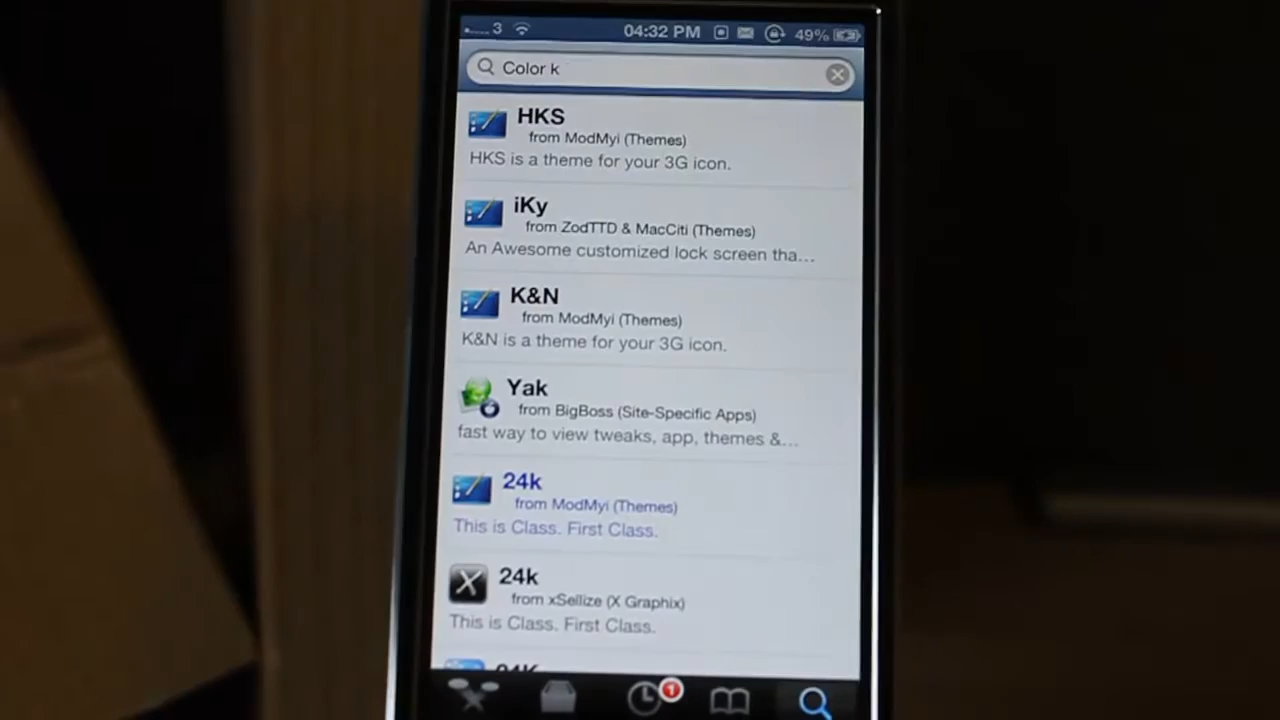 3 04:32 PM 49%
Color k
HKS
from ModMyi (Themes)
HKS is a theme for your 3G icon.
iKy
from ZodTTD & MacCiti (Themes)
An Awesome customized lock screen tha...
K&N
from ModMyi (Themes)
K&N is a theme for your 3G icon.
Yak
from BigBoss (Site-Specific Apps)
fast way to view tweaks, app, themes &...
24k
from ModMyi (Themes)
This is Class. First Class.
24k
from xSellize (X Graphix)
This is Class. First Class.
1